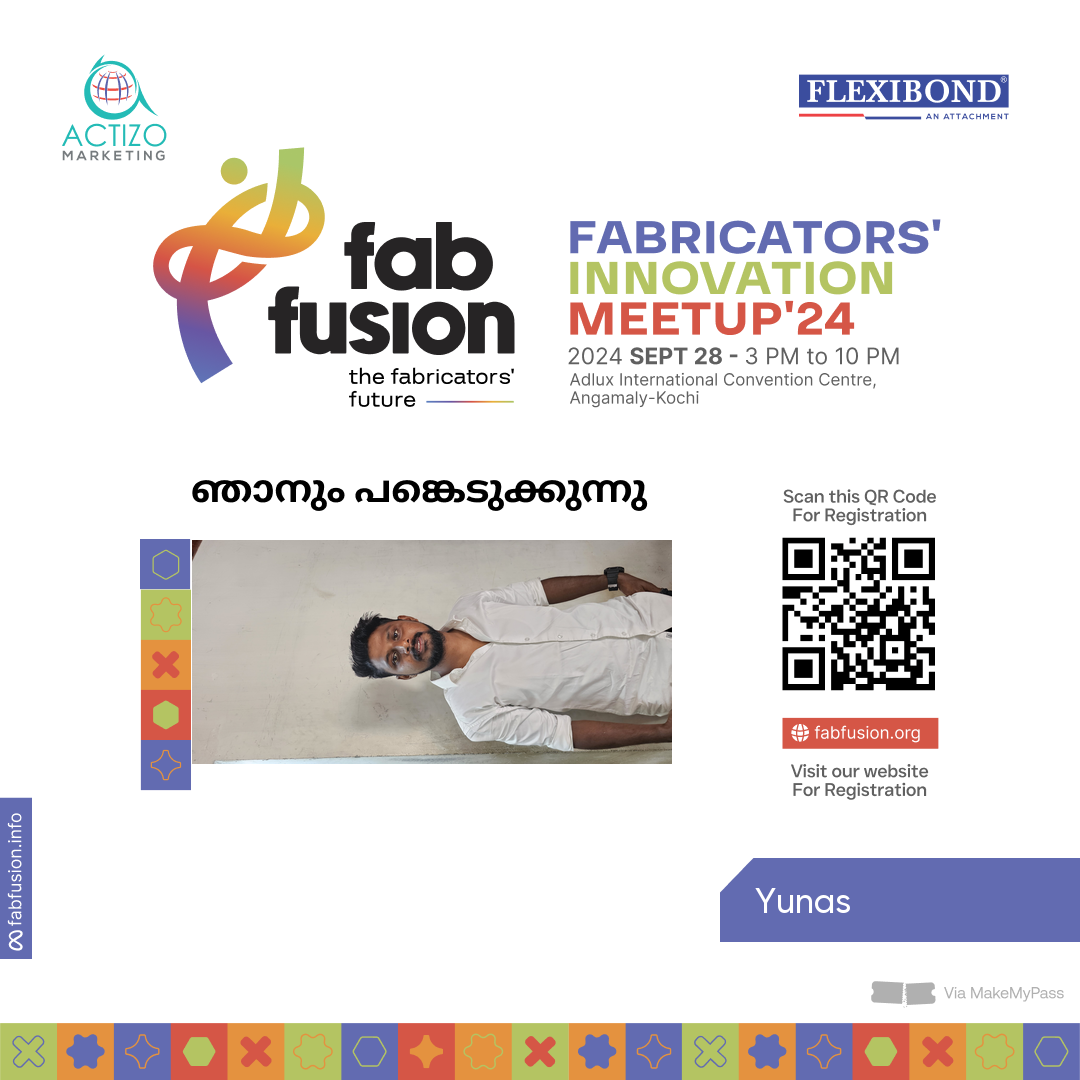 ACTIZO
MARKETING
FLEXIBOND®
AN ATTACHMENT
fab
fusion
the fabricators'
future
FABRICATORS'
INNOVATION
MEETUP'24
2024 SEPT 28 - 3 PM to 10 PM
Adlux International Convention Centre,
Angamaly-Kochi
ഞാനും പങ്കെടുക്കുന്നു
Scan this QR Code
For Registration
fabfusion.org
Visit our website
For Registration
fabfusion.info
Yunas
Via MakeMyPass